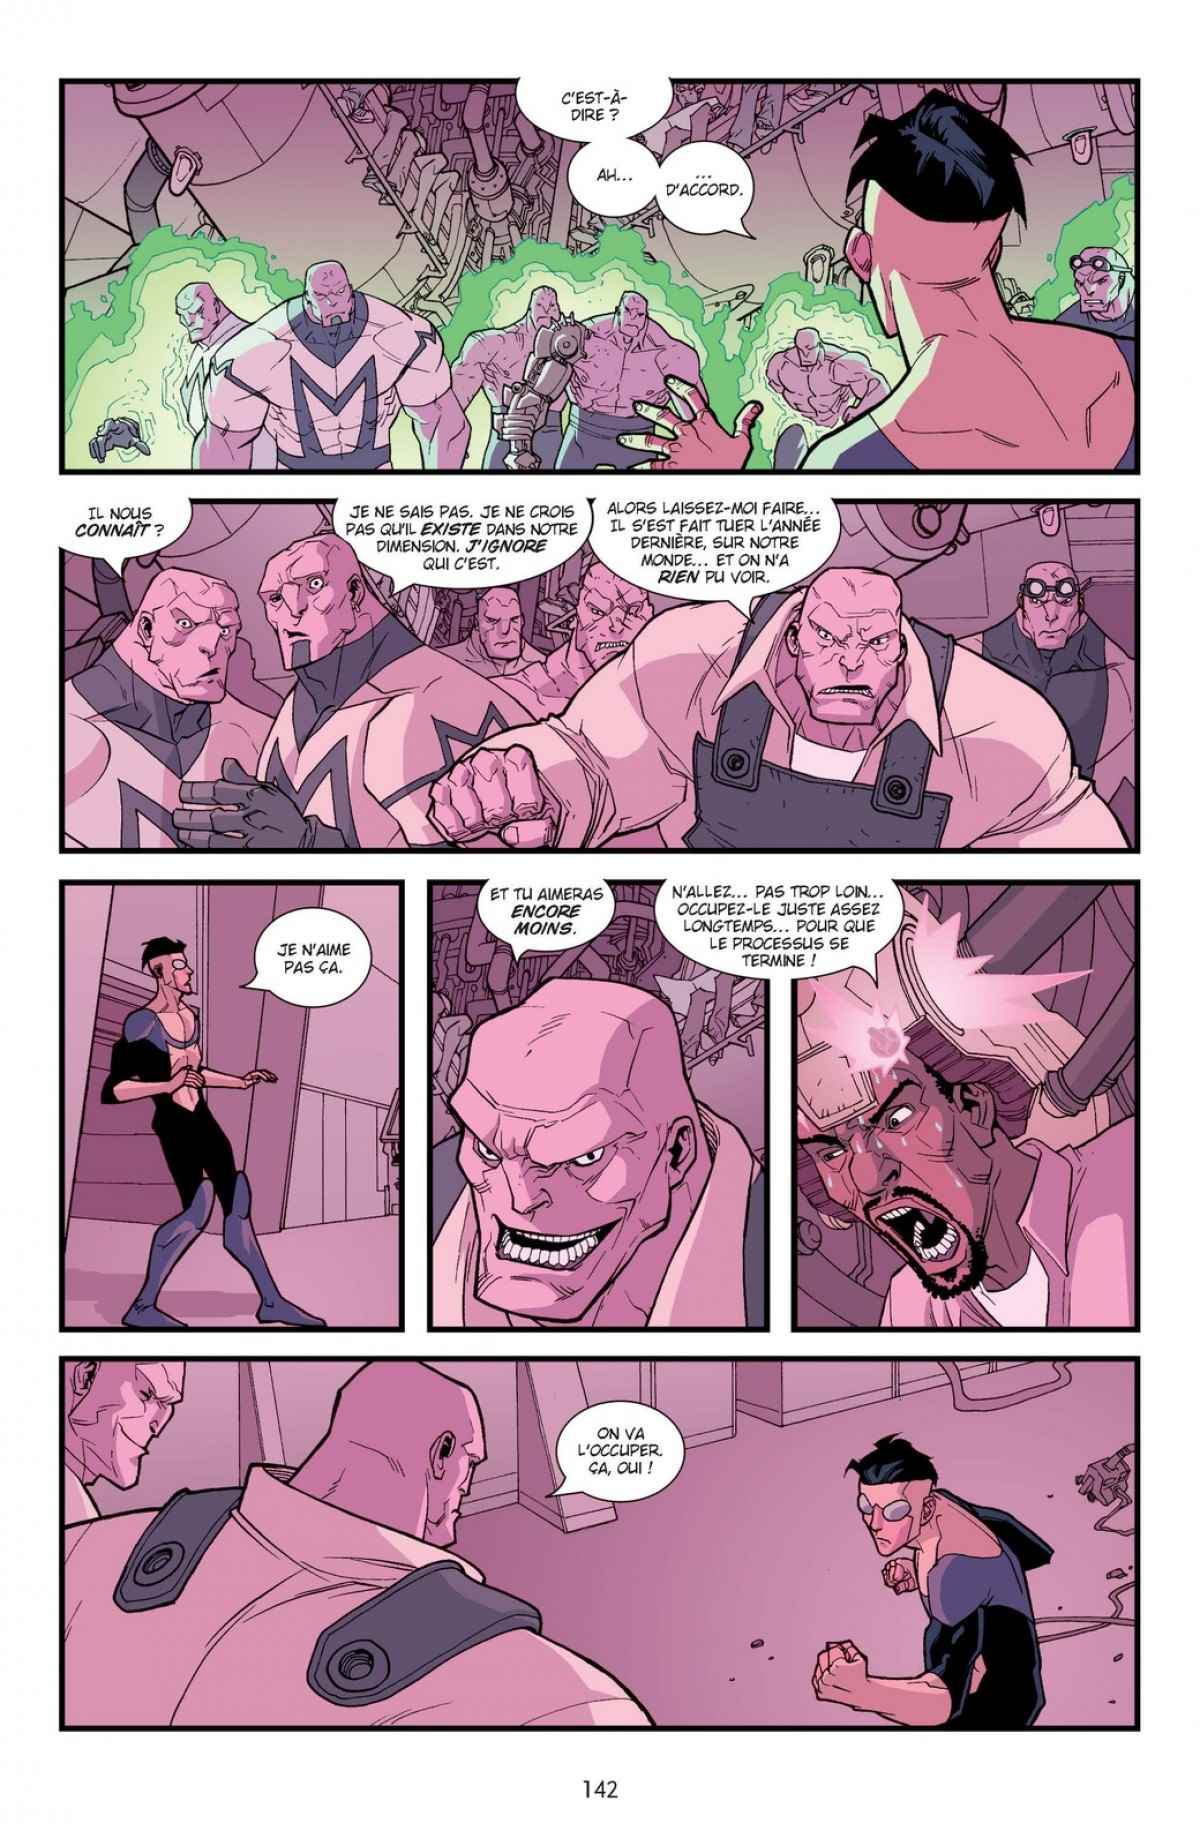 C'EST-À-
DIRE ?
AH...
...
D'ACCORD.
IL NOUS
CONNAÎT ?
JE NE SAIS PAS. JE NE CROIS
PAS QU'IL EXISTE DANS NOTRE
DIMENSION. J'IGNORE
QUI C'EST.
ALORS LAISSEZ-MOI FAIRE...
IL S'EST FAIT TUER L'ANNÉE
DERNIÈRE, SUR NOTRE
MONDE... ET ON N'A
RIEN PU VOIR.
JE N'AIME
PAS ÇA.
ET TU AIMERAS
ENCORE
MOINS.
N'ALLEZ... PAS TROP LOIN...
OCCUPEZ-LE JUSTE ASSEZ
LONGTEMPS... POUR QUE
LE PROCESSUS SE
TERMINE !
ON VA
L'OCCUPER.
ÇA, OUI !
142